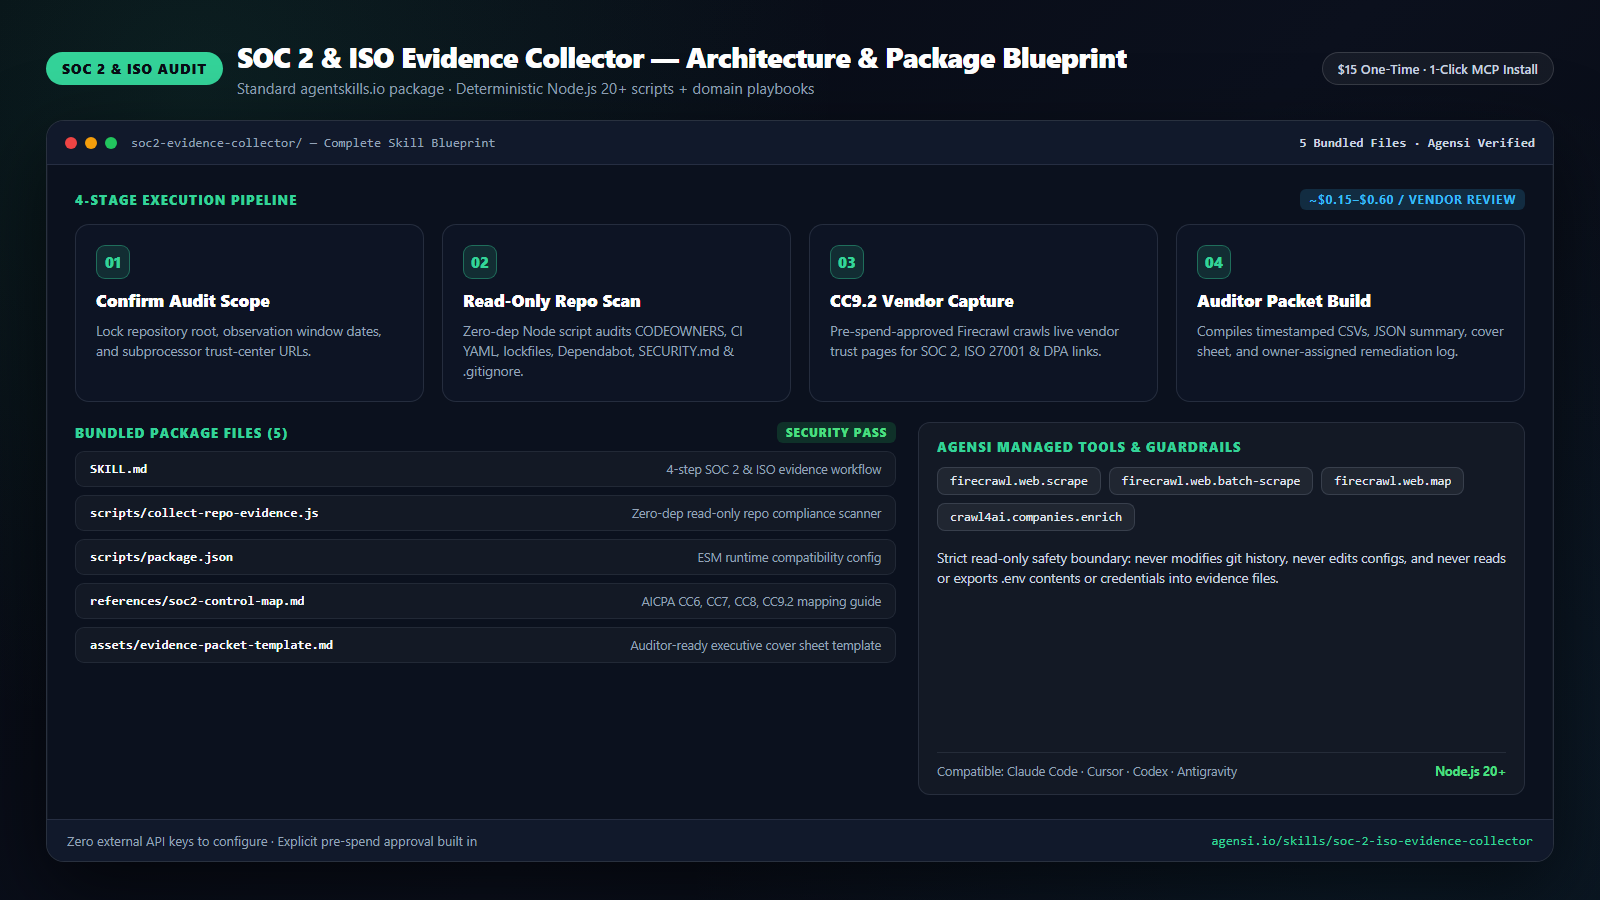 SOC 2 & ISO AUDIT
SOC 2 & ISO Evidence Collector — Architecture & Package Blueprint
Standard agentskills.io package · Deterministic Node.js 20+ scripts + domain playbooks
$15 One-Time · 1-Click MCP Install
soc2-evidence-collector/ — Complete Skill Blueprint
5 Bundled Files · Agensi Verified
4-STAGE EXECUTION PIPELINE
~$0.15–$0.60 / VENDOR REVIEW
01
Confirm Audit Scope
Lock repository root, observation window dates,
and subprocessor trust-center URLs.
02
Read-Only Repo Scan
Zero-dep Node script audits CODEOWNERS, CI
YAML, lockfiles, Dependabot, SECURITY.md &
.gitignore.
03
CC9.2 Vendor Capture
Pre-spend-approved Firecrawl crawls live vendor
trust pages for SOC 2, ISO 27001 & DPA links.
04
Auditor Packet Build
Compiles timestamped CSVs, JSON summary, cover
sheet, and owner-assigned remediation log.
BUNDLED PACKAGE FILES (5)
SECURITY PASS
SKILL.md
4-step SOC 2 & ISO evidence workflow
scripts/collect-repo-evidence.js
Zero-dep read-only repo compliance scanner
scripts/package.json
ESM runtime compatibility config
references/soc2-control-map.md
AICPA CC6, CC7, CC8, CC9.2 mapping guide
assets/evidence-packet-template.md
Auditor-ready executive cover sheet template
AGENSI MANAGED TOOLS & GUARDRAILS
firecrawl.web.scrape
firecrawl.web.batch-scrape
firecrawl.web.map
crawl4ai.companies.enrich
Strict read-only safety boundary: never modifies git history, never edits configs, and never reads
or exports .env contents or credentials into evidence files.
Compatible: Claude Code · Cursor · Codex · Antigravity
Node.js 20+
Zero external API keys to configure · Explicit pre-spend approval built in
agensi.io/skills/soc-2-iso-evidence-collector